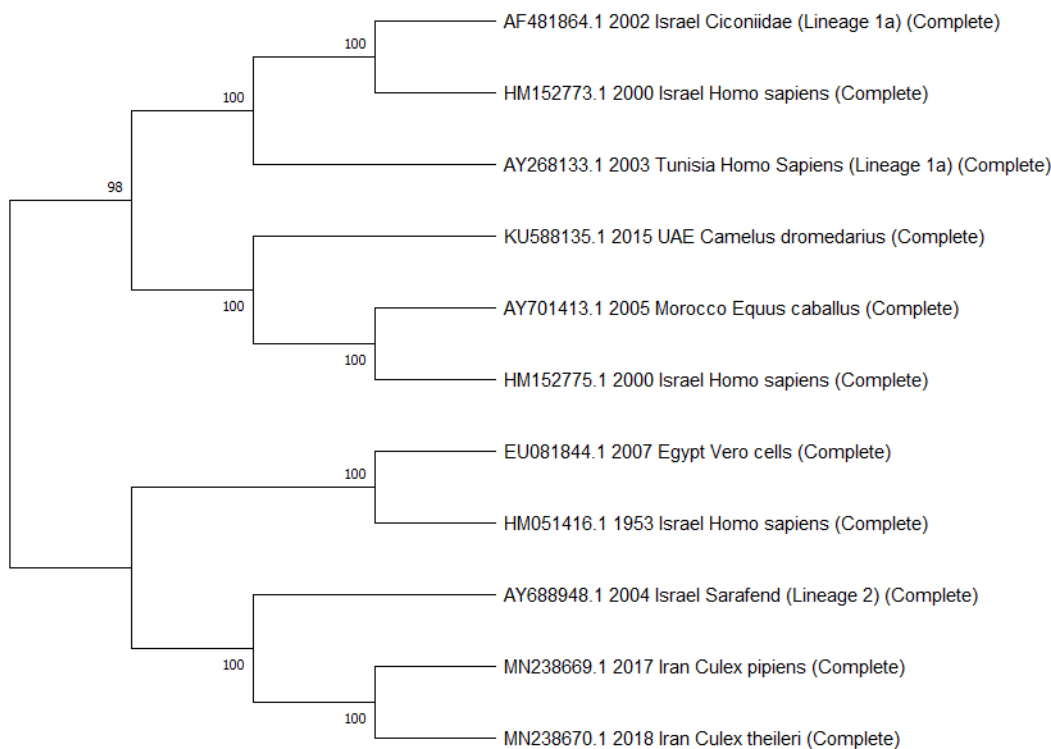 AF481864.1 2002 Israel Ciconiidae (Lineage 1a) (Complete)
100
HM152773.1 2000 Israel Homo sapiens (Complete)
100
AY268133.1 2003 Tunisia Homo Sapiens (Lineage 1a) (Complete)
98
KU588135.1 2015 UAE Camelus dromedarius (Complete)
100
AY701413.1 2005 Morocco Equus caballus (Complete)
100
HM152775.1 2000 Israel Homo sapiens (Complete)
EU081844.1 2007 Egypt Vero cells (Complete)
100
HM051416.1 1953 Israel Homo sapiens (Complete)
AY688948.1 2004 Israel Sarafend (Lineage 2) (Complete)
100
MN238669.1 2017 Iran Culex pipiens (Complete)
100
MN238670.1 2018 Iran Culex theileri (Complete)